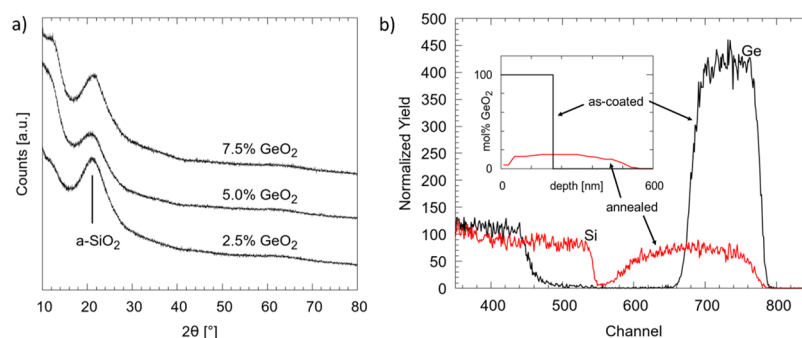 a)
Counts [a.u.]
7.5% GeO₂
5.0% GeO₂
2.5% GeO₂
a-SiO₂
10 20 30 40 50 60 70 80
2θ [°]
b)
Normalized Yield
500
450
400
350
300
250
200
150
100
50
0
Ge
Si
100
mol% GeO₂
0
0 depth [nm] 600
as-coated
annealed
400 500 600 700 800
Channel